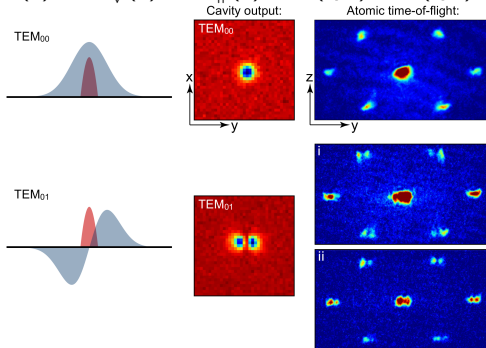 Cavity output:
Atomic time-of-flight:
TEM00
TEM00
x
y
z
y
i
TEM01
TEM01
ii